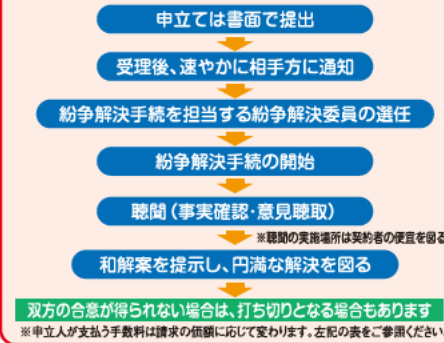 申立ては書面で提出
受理後、速やかに相手方に通知
紛争解決手続を担当する紛争解決委員の選任
紛争解決手続の開始
聴聞(事実確認・意見聴取)
※聴聞の実施場所は契約者の便宜を図る
和解案を提示し、円満な解決を図る
双方の合意が得られない場合は、打ち切りとなる場合もあります
※申立人が支払う手数料は請求の価額に応じて変わります。左記の表をご参照ください